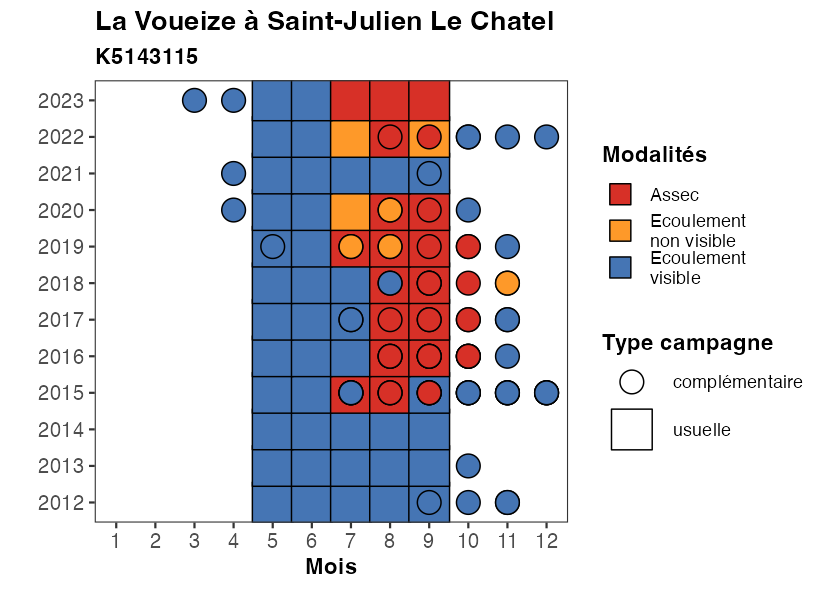 La Voueize à Saint-Julien Le Chatel
K5143115
2023
2022
2021
2020
2019
2018
2017
2016
2015
2014
2013
2012
1 2 3 4 5 6 7 8 9 10 11 12
Mois
Modalités
Assec
Ecoulement
non visible
Ecoulement
visible
Type campagne
complémentaire
usuelle